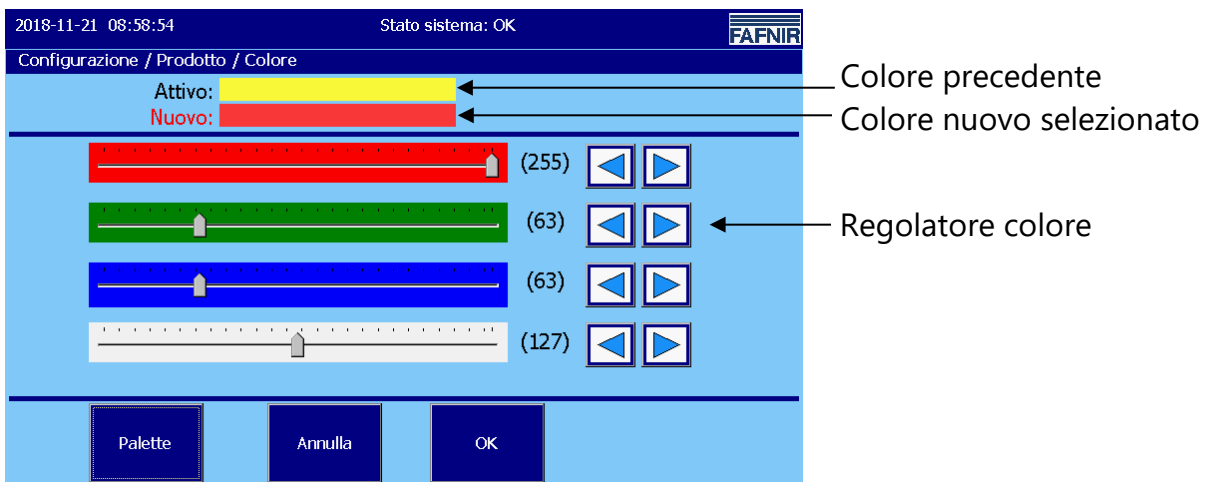 2018-11-21 08:58:54 Stato sistema: OK FAFNIR
Configurazione / Prodotto / Colore
Attivo:
Colore precedente
Nuovo:
Colore nuovo selezionato
(255)
(63)
Regolatore colore
(63)
(127)
Palette Annulla OK